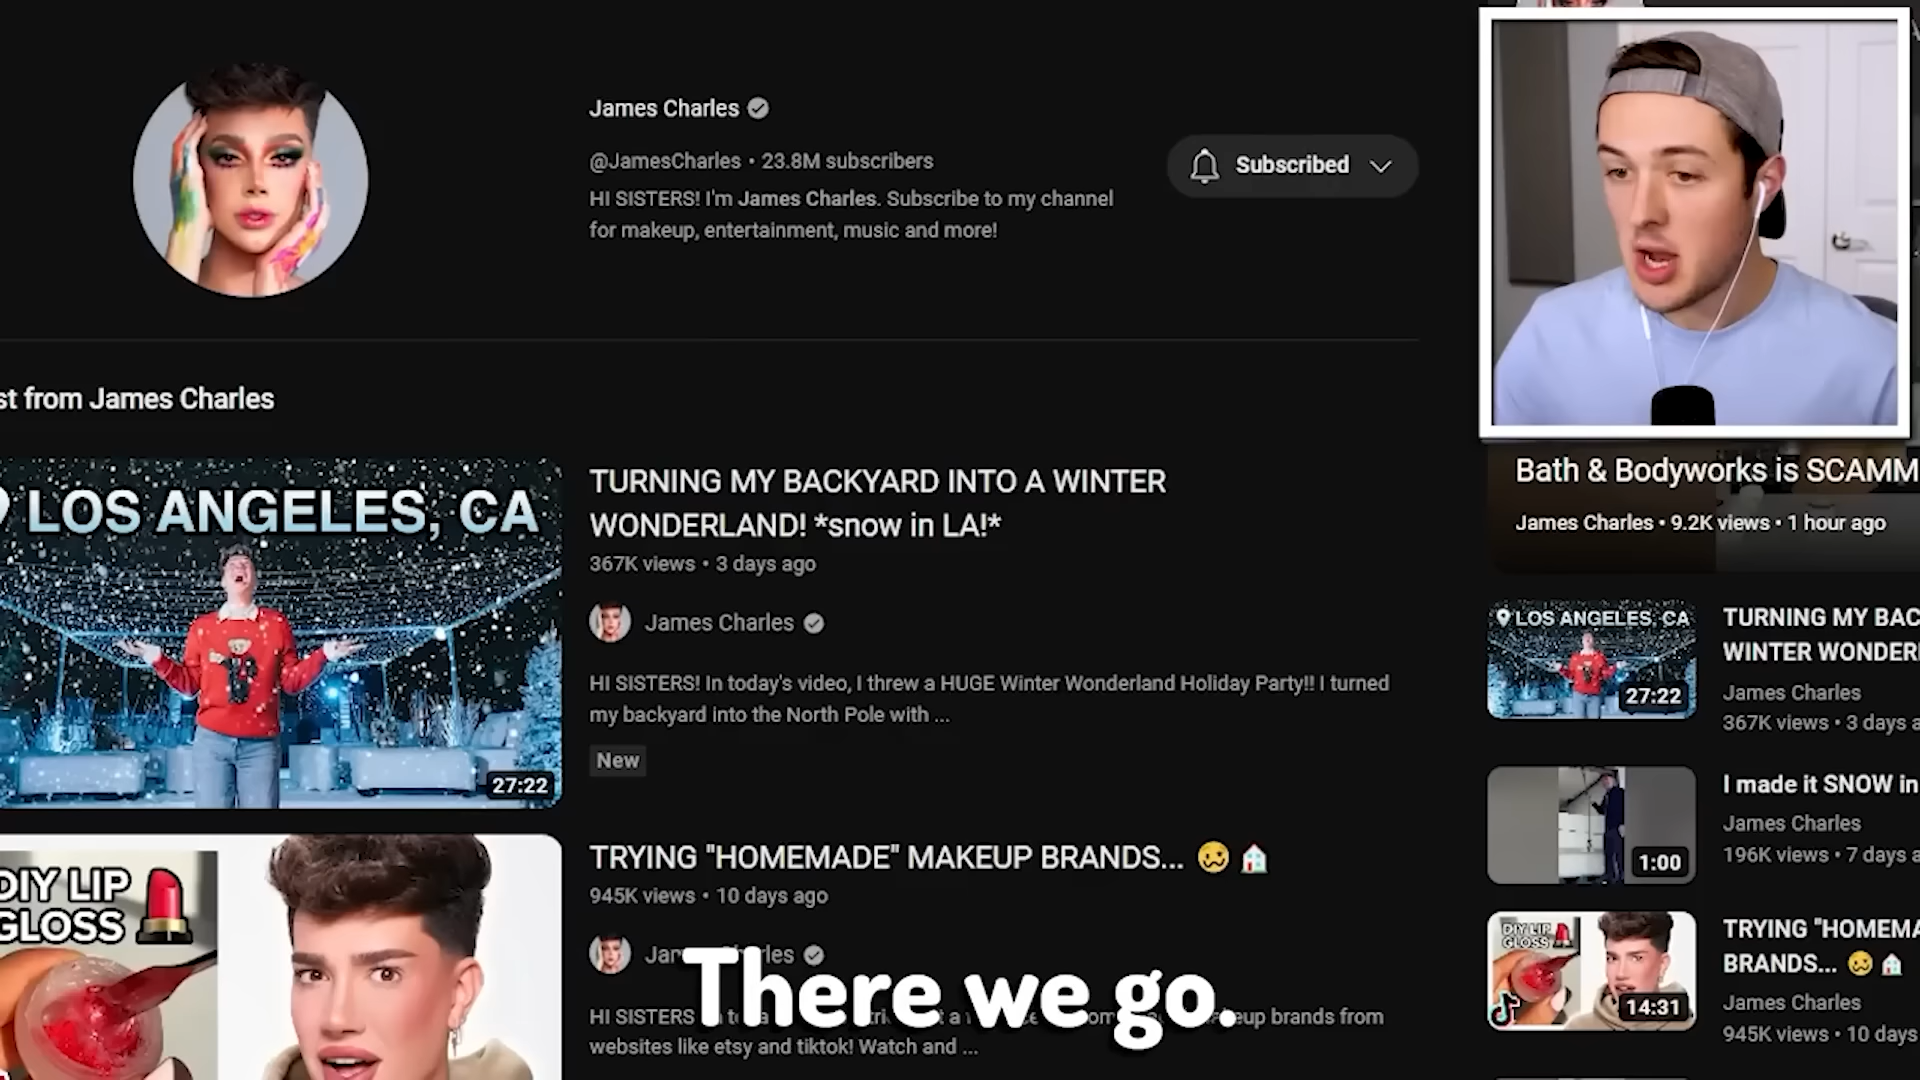 James Charles
@JamesCharles • 23.8M subscribers
HI SISTERS! I'm James Charles. Subscribe to my channel
for makeup, entertainment, music and more!
Subscribed
st from James Charles
LOS ANGELES, CA
27:22
TURNING MY BACKYARD INTO A WINTER
WONDERLAND! *snow in LA!*
367K views • 3 days ago
James Charles
HI SISTERS! In today's video, I threw a HUGE Winter Wonderland Holiday Party!! I turned
my backyard into the North Pole with ...
New
DIY LIP
GLOSS
TRYING "HOMEMADE" MAKEUP BRANDS... 🥴 🏠
945K views • 10 days ago
There we go.
HI SISTERS
brands from
websites like etsy and tiktok! Watch and ...
Bath & Bodyworks is SCAMM
James Charles • 9.2K views • 1 hour ago
LOS ANGELES, CA
27:22
TURNING MY BAC
WINTER WONDER
James Charles
367K views • 3 days a
1:00
I made it SNOW in
James Charles
196K views • 7 days a
DIY LIP
GLOSS
14:31
TRYING "HOMEMA
BRANDS... 🥴 🏠
James Charles
945K views • 10 days